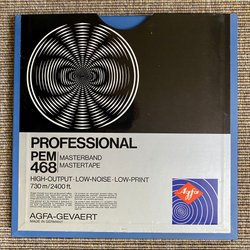 PROFESSIONAL
PEM MASTERBAND
468 MASTERTAPE
HIGH-OUTPUT · LOW-NOISE · LOW-PRINT
730 m/2400 ft.
Agfa
AGFA-GEVAERT
MADE IN GERMANY